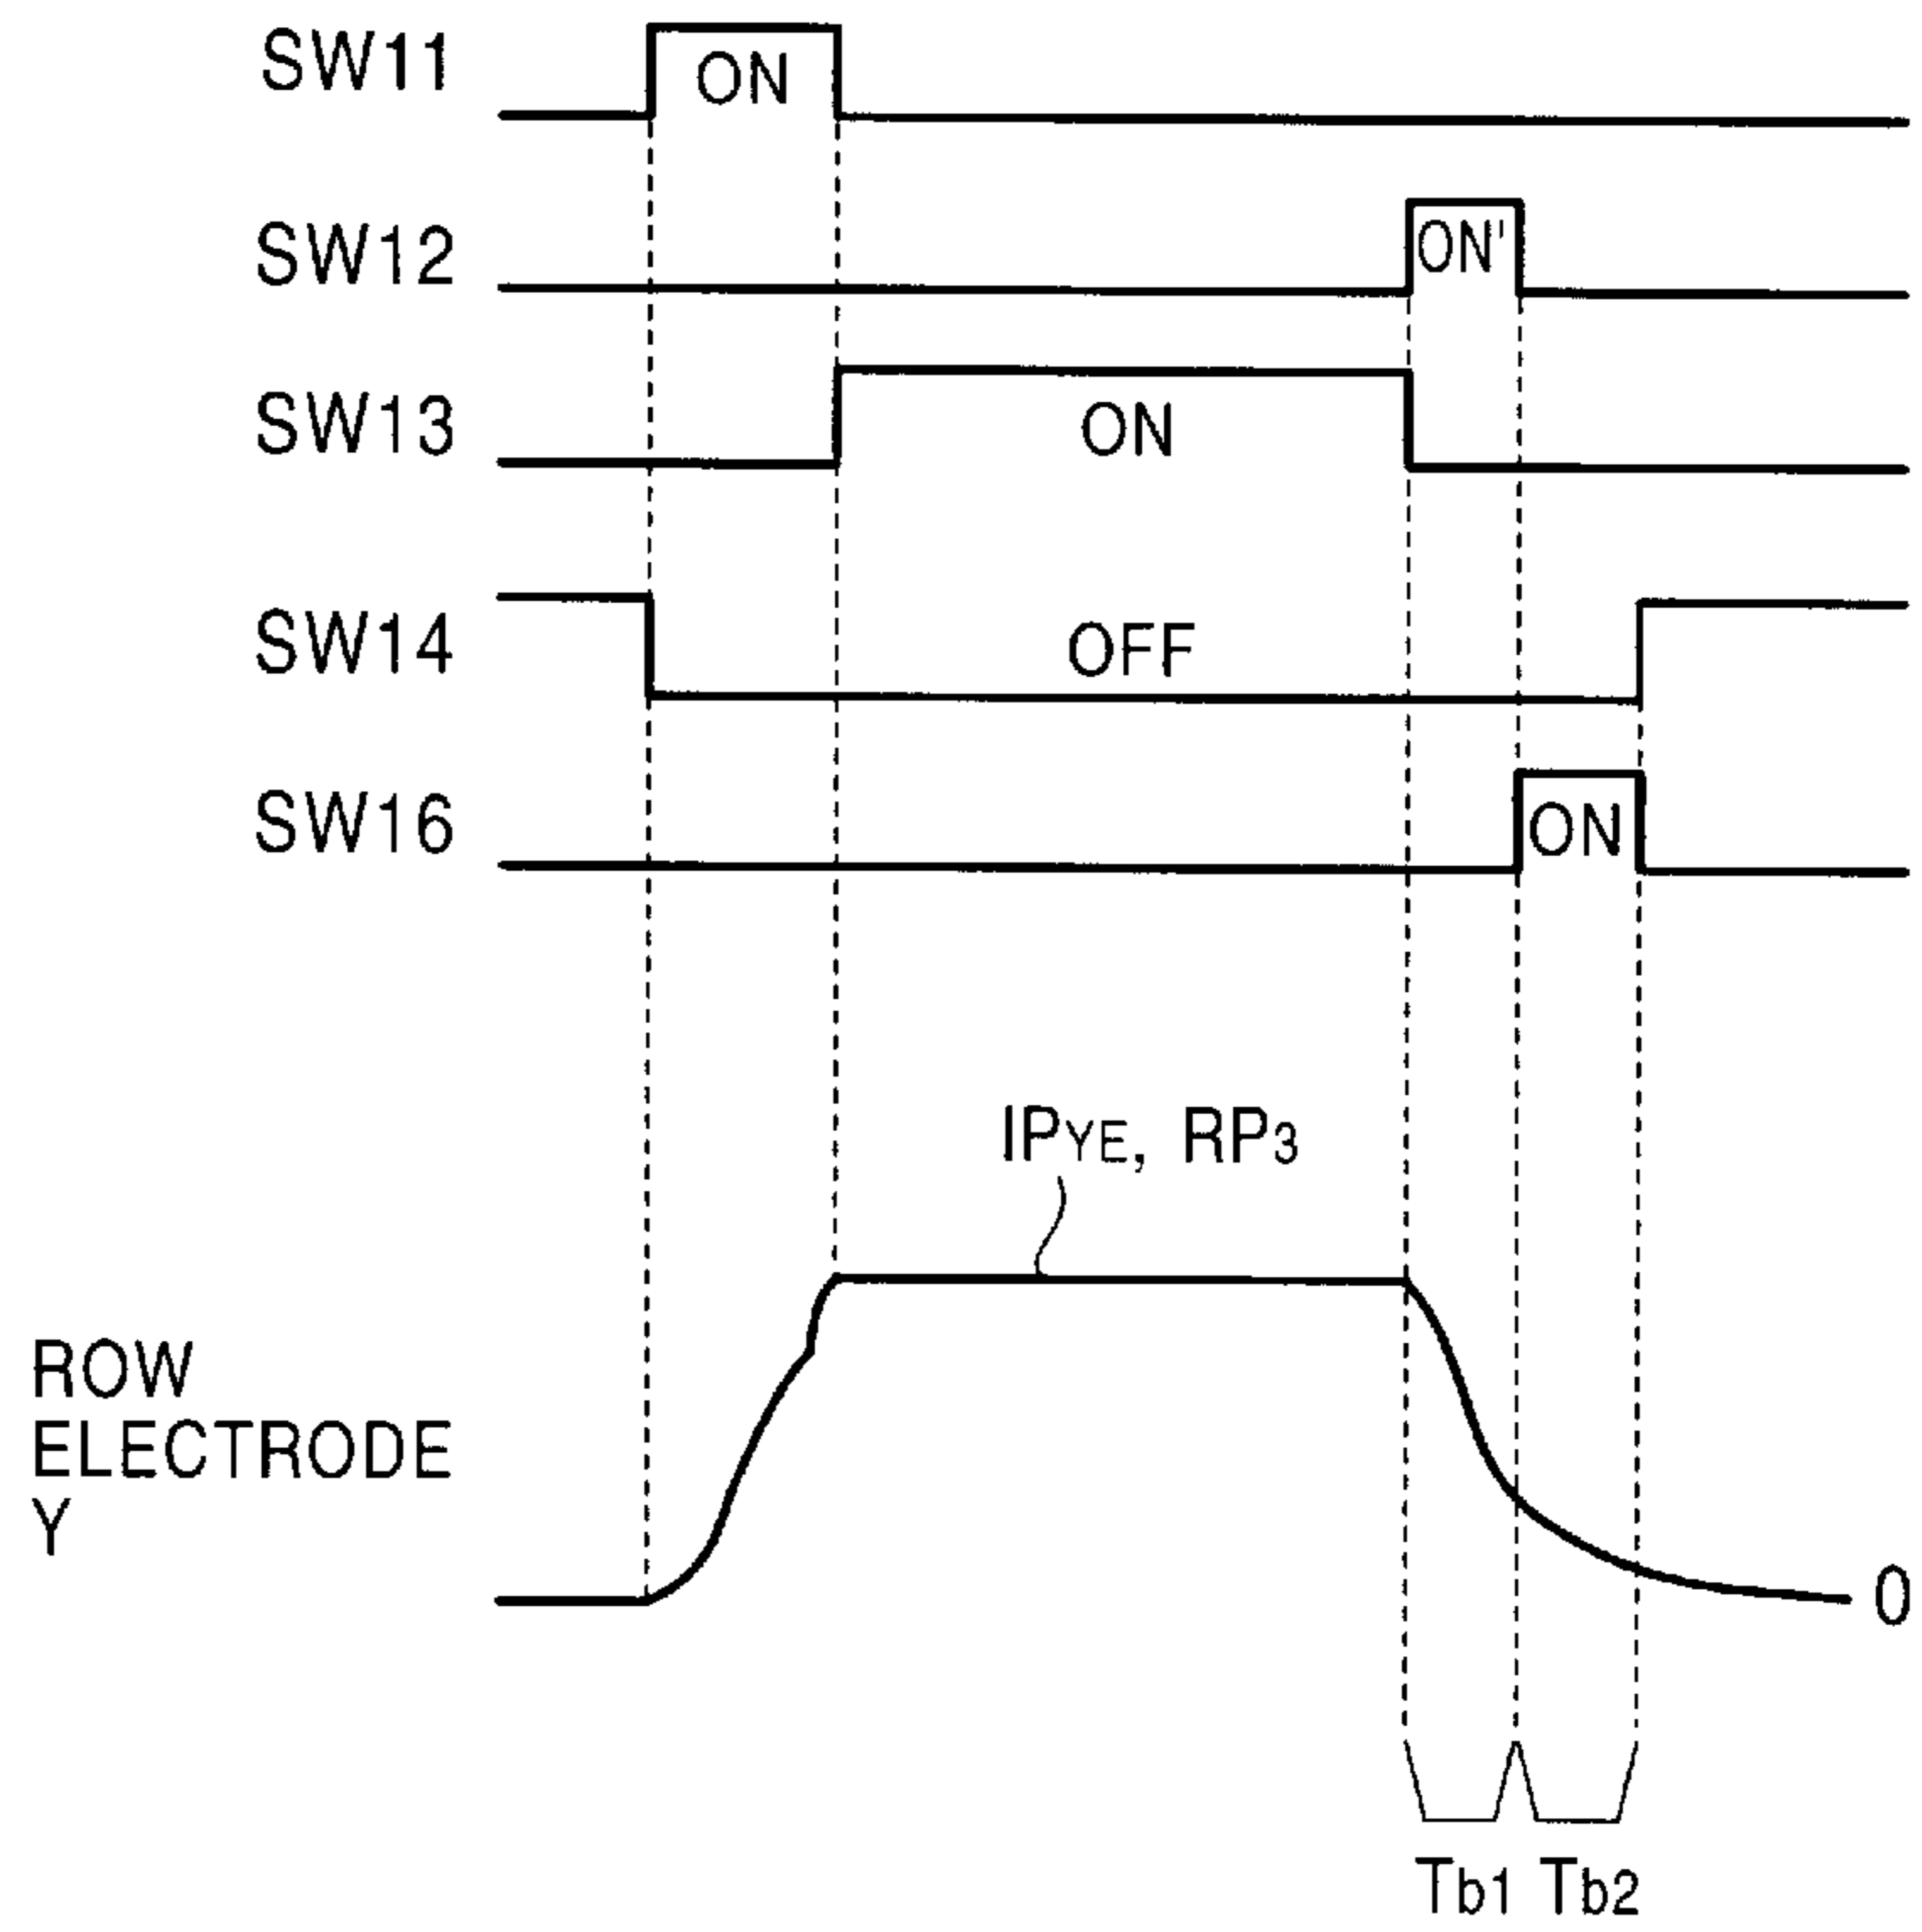 SW11
ON
SW12
ON'
SW13
ON
SW14
OFF
SW16
ON
IPYE, RP3
ROW
ELECTRODE
Y
0
Tb1 Tb2